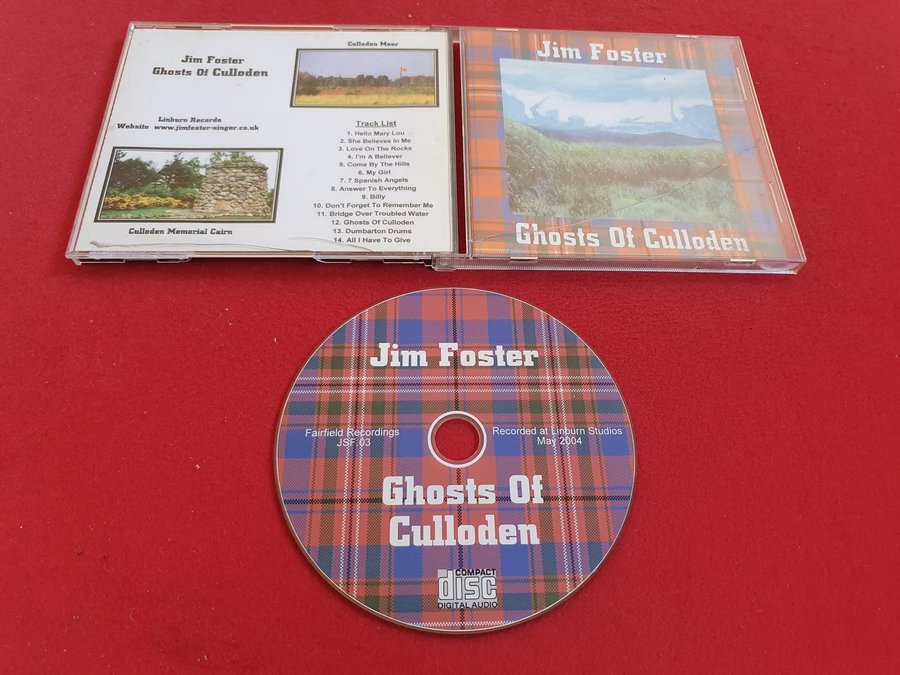 Culloden Moor
Jim Foster
Ghosts Of Culloden
Linburn Records
Website www.jimfoster-singer.co.uk
Culloden Memorial Cairn
Track List
1. Hello Mary Lou
2. She Believes in Me
3. Love On The Rocks
4. I'm A Believer
5. Come By The Hills
6. My Girl
7. 7 Spanish Angels
8. Answer To Everything
9. Billy
10. Don't Forget To Remember Me
11. Bridge Over Troubled Water
12. Ghosts Of Culloden
13. Dumbarton Drums
14. All I Have To Give
Jim Foster
Ghosts Of Culloden
Jim Foster
Fairfield Recordings
JSF 03
Recorded at Linburn Studios
May 2004
Ghosts Of
Culloden
COMPACT
disc
DIGITAL AUDIO